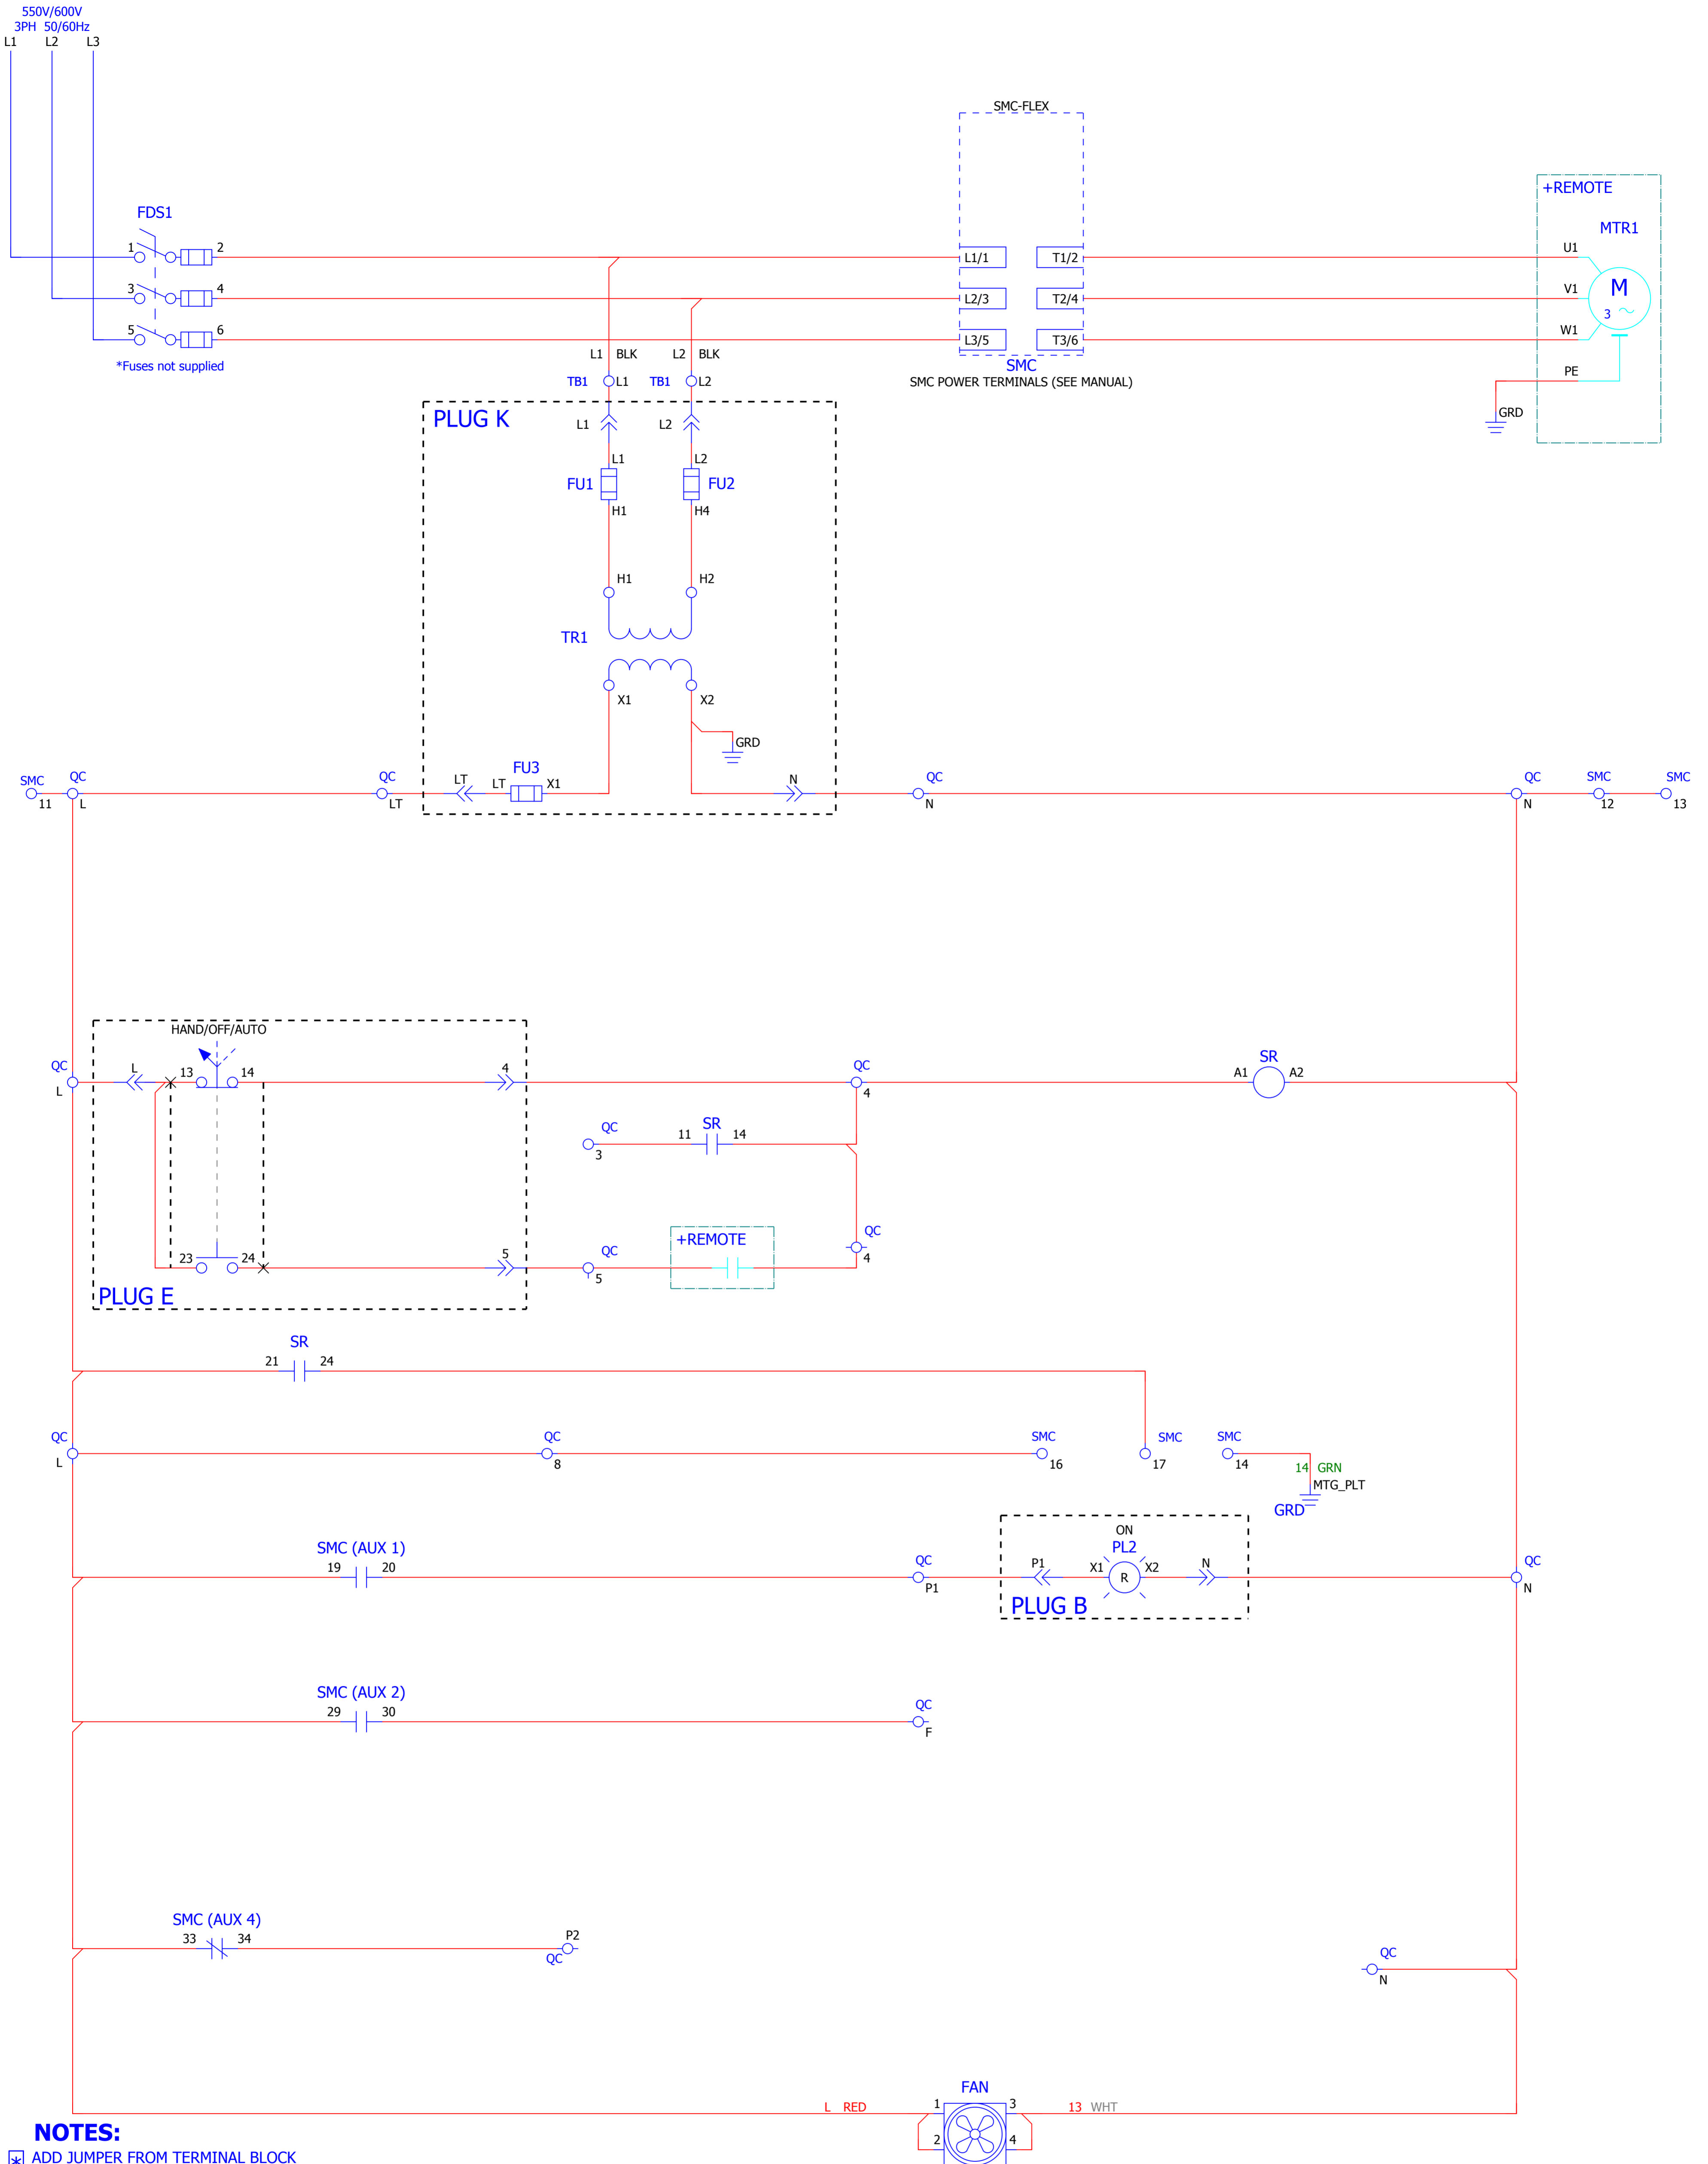 550V/600V
3PH 50/60Hz
L1 L2 L3
SMC-FLEX
+REMOTE
MTR1
FDS1
1 2 L1/1 T1/2 U1
3 4 L2/3 T2/4 V1
M
3
5 6 L3/5 T3/6 W1
*Fuses not supplied
L1 BLK L2 BLK
SMC
SMC POWER TERMINALS (SEE MANUAL)
PE
GRD
TB1 L1 TB1 L2
PLUG K
L1 L2
L1 L2
FU1 FU2
H1 H4
H1 H2
TR1
X1 X2
GRD
SMC QC QC LT LT FU3 X1 N QC QC SMC SMC
11 L LT N N 12 13
HAND/OFF/AUTO
QC L 13 14 4 QC A1 SR A2
L 4
QC 11 SR 14
3
23 24 5 QC +REMOTE QC
5 4
PLUG E
SR
21 24
QC QC SMC SMC SMC
L 8 16 17 14
14 GRN
MTG_PLT
GRD
ON
SMC (AUX 1) PL2
19 20 QC P1 X1 R X2 N QC
P1 N
PLUG B
SMC (AUX 2)
29 30 QC
F
SMC (AUX 4)
33 34 P2
QC
QC
N
FAN
L RED 1 3 13 WHT
2 4
NOTES:
* ADD JUMPER FROM TERMINAL BLOCK